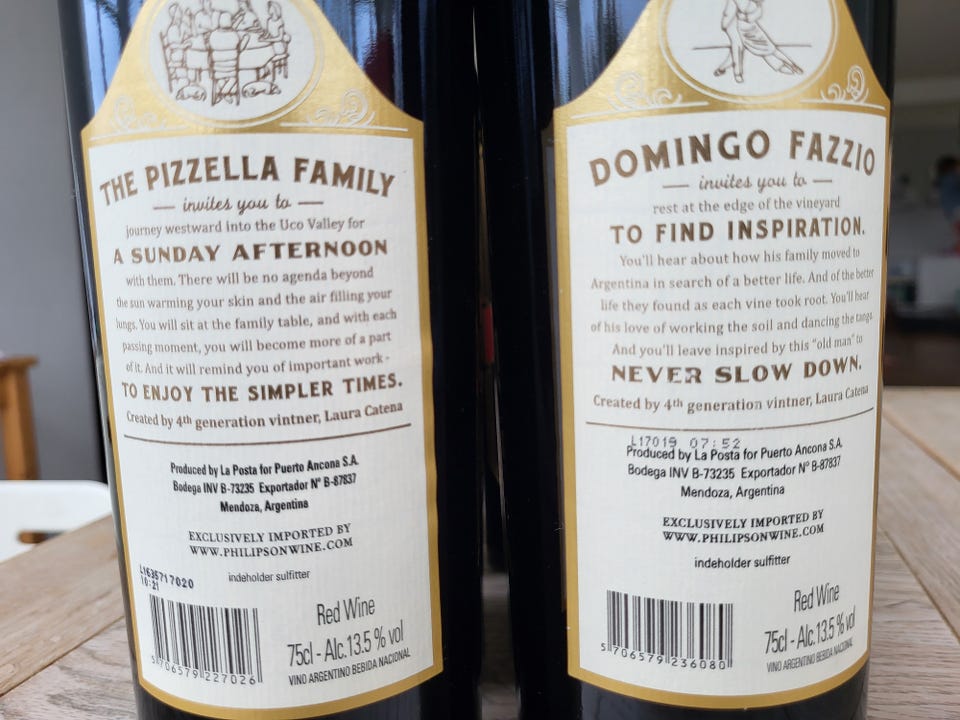 THE PIZZELLA FAMILY
invites you to
journey westward into the Uco Valley for
A SUNDAY AFTERNOON
with them. There will be no agenda beyond
the sun warming your skin and the air filling your
lungs. You will sit at the family table, and with each
passing moment, you will become more of a part
of it. And it will remind you of important work -
TO ENJOY THE SIMPLER TIMES.
Created by 4th generation vintner, Laura Catena
Produced by La Posta for Puerto Ancona S.A.
Bodega INV B-73235 Exportador N° B-87837
Mendoza, Argentina
EXCLUSIVELY IMPORTED BY
WWW.PHILIPSONWINE.COM
indeholder sulfitter
L1635717020
10:21
Red Wine
75cl - Alc.13.5 % vol
VINO ARGENTINO BEBIDA NACIONAL
5 706579 227026
DOMINGO FAZZIO
invites you to
rest at the edge of the vineyard
TO FIND INSPIRATION.
You'll hear about how his family moved to
Argentina in search of a better life. And of the better
life they found as each vine took root. You'll hear
of his love of working the soil and dancing the tango.
And you'll leave inspired by this "old man" to
NEVER SLOW DOWN.
Created by 4th generation vintner, Laura Catena
L17019 07:52
Produced by La Posta for Puerto Ancona S.A.
Bodega INV B-73235 Exportador N° B-87837
Mendoza, Argentina
EXCLUSIVELY IMPORTED BY
WWW.PHILIPSONWINE.COM
indeholder sulfitter
Red Wine
75cl - Alc.13.5 % vol
VINO ARGENTINO BEBIDA NACIONAL
5 706579 236080